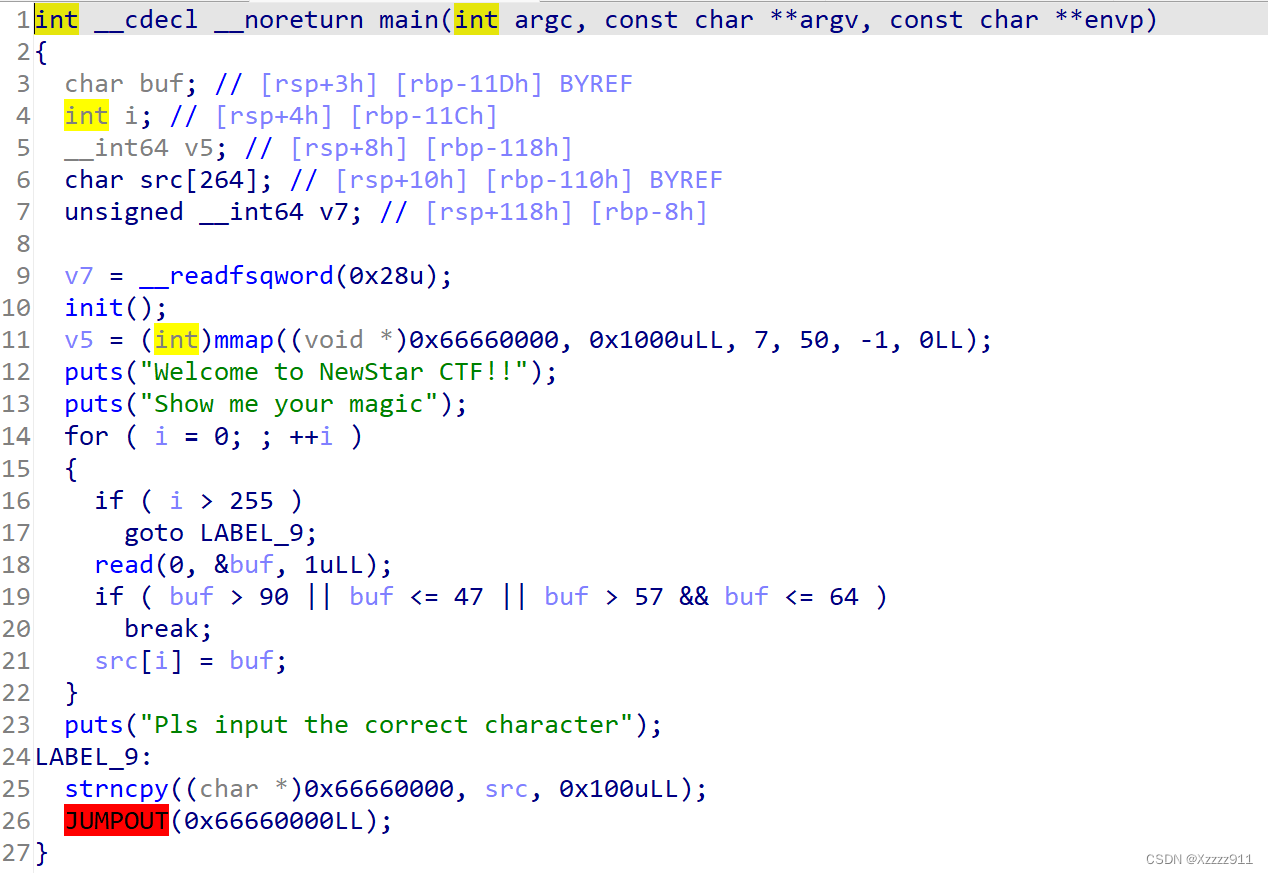 1 int __cdecl __noreturn main(int argc, const char **argv, const char **envp)
2 {
3   char buf; // [rsp+3h] [rbp-11Dh] BYREF
4   int i; // [rsp+4h] [rbp-11Ch]
5   __int64 v5; // [rsp+8h] [rbp-118h]
6   char src[264]; // [rsp+10h] [rbp-110h] BYREF
7   unsigned __int64 v7; // [rsp+118h] [rbp-8h]
8
9   v7 = __readfsqword(0x28u);
10   init();
11   v5 = (int)mmap((void *)0x66660000, 0x1000uLL, 7, 50, -1, 0LL);
12   puts("Welcome to NewStar CTF!!");
13   puts("Show me your magic");
14   for ( i = 0; ; ++i )
15   {
16     if ( i > 255 )
17       goto LABEL_9;
18     read(0, &buf, 1uLL);
19     if ( buf > 90 || buf <= 47 || buf > 57 && buf <= 64 )
20       break;
21     src[i] = buf;
22   }
23   puts("Pls input the correct character");
24 LABEL_9:
25   strncpy((char *)0x66660000, src, 0x100uLL);
26   JUMPOUT(0x66660000LL);
27 }
CSDN @Xzzzz911